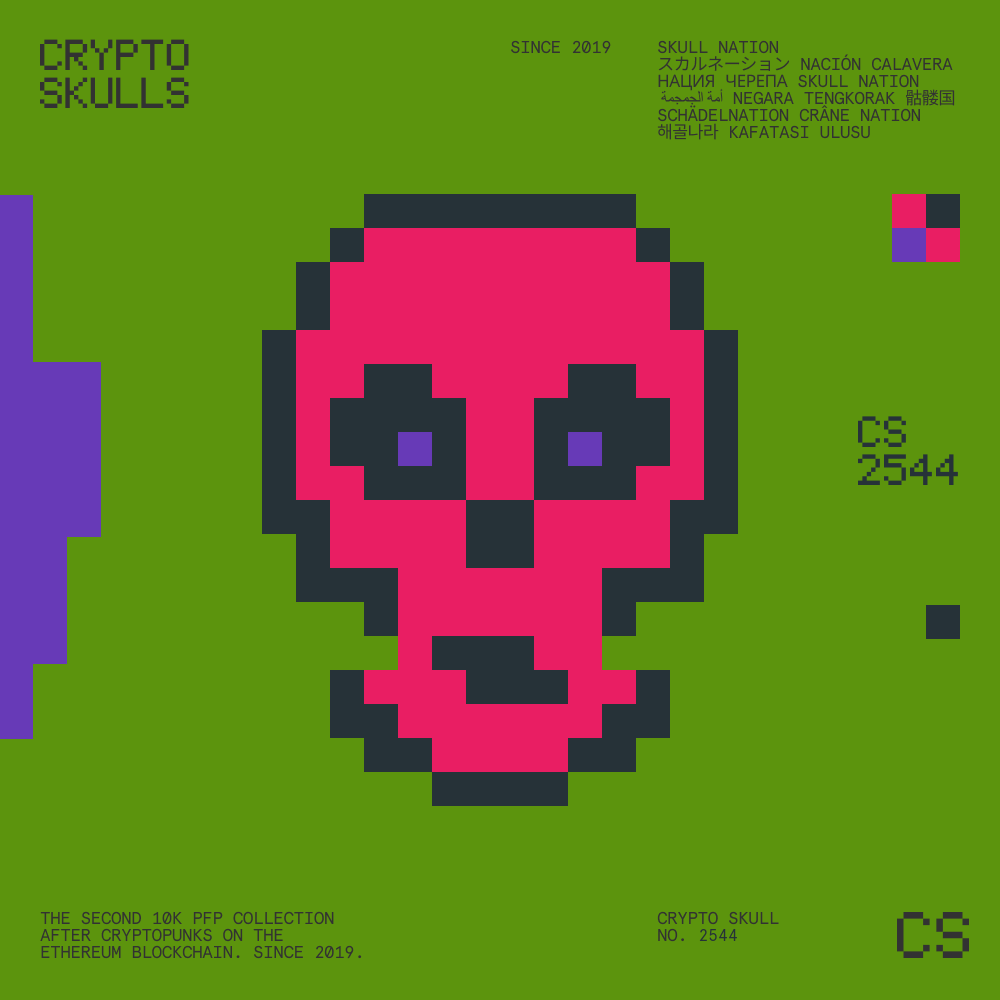 CRYPTO
SKULLS
SINCE 2019
SKULL NATION
スカルネーション NACIÓN CALAVERA
НАЦИЯ ЧЕРЕПА SKULL NATION
أمة الجمجمة NEGARA TENGKORAK 骷髅国
SCHÄDELNATION CRÂNE NATION
해골나라 KAFATASI ULUSU
CS
2544
THE SECOND 10K PFP COLLECTION
AFTER CRYPTOPUNKS ON THE
ETHEREUM BLOCKCHAIN. SINCE 2019.
CRYPTO SKULL
NO. 2544
CS